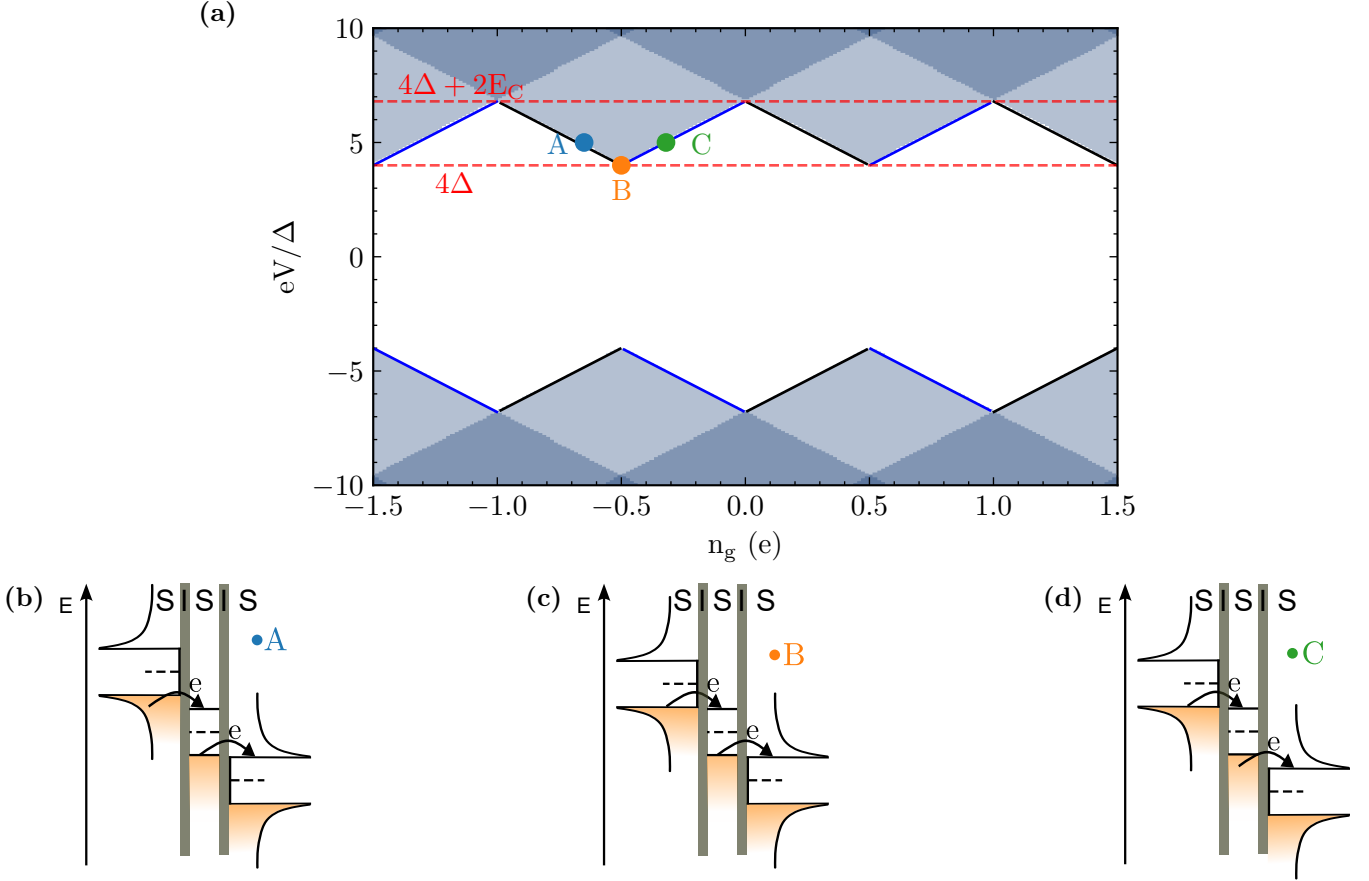 (a)
10
4Δ + 2E_C
5
A
C
4Δ
B
eV/Δ
0
−5
−10
−1.5 −1.0 −0.5 0.0 0.5 1.0 1.5
n_g (e)
(b) E S I S I S
A
e
e
(c) E S I S I S
B
e
e
(d) E S I S I S
C
e
e